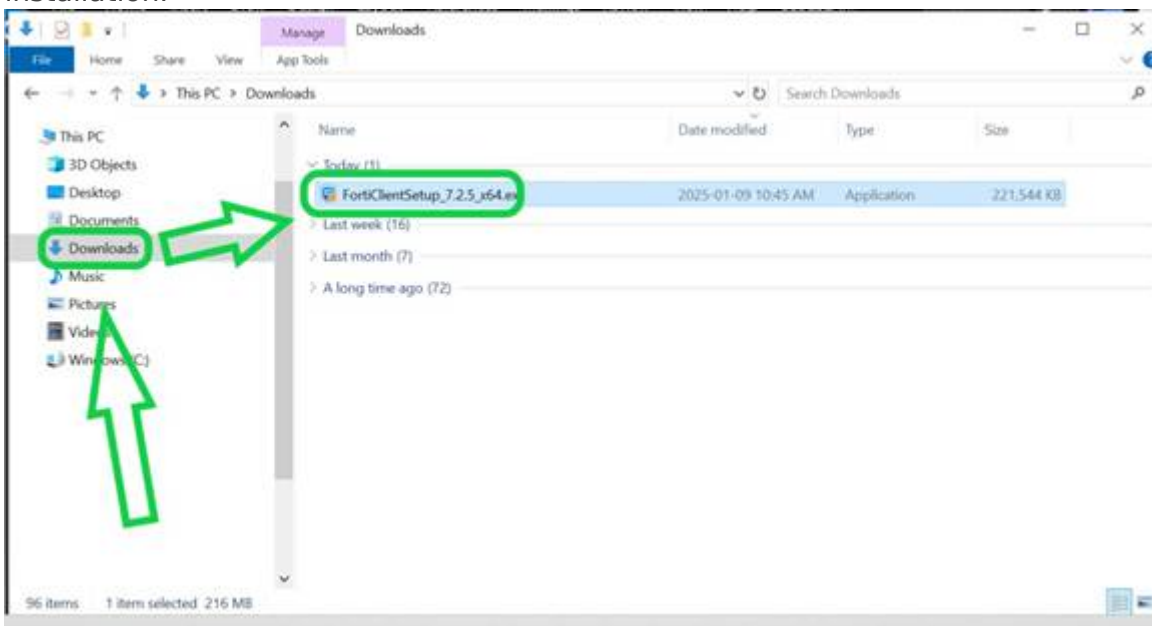 installation.
Manage Downloads
File Home Share View App Tools
This PC > Downloads
Search Downloads
Name Date modified Type Size
This PC
3D Objects
Today (1)
Desktop
FortiClientSetup_7.2.5_x64.ex 2025-01-09 10:45 AM Application 221,544 KB
Documents
Last week (16)
Downloads
Last month (7)
Music
A long time ago (72)
Pictures
Videos
Windows (C:)
96 items 1 item selected 216 MB